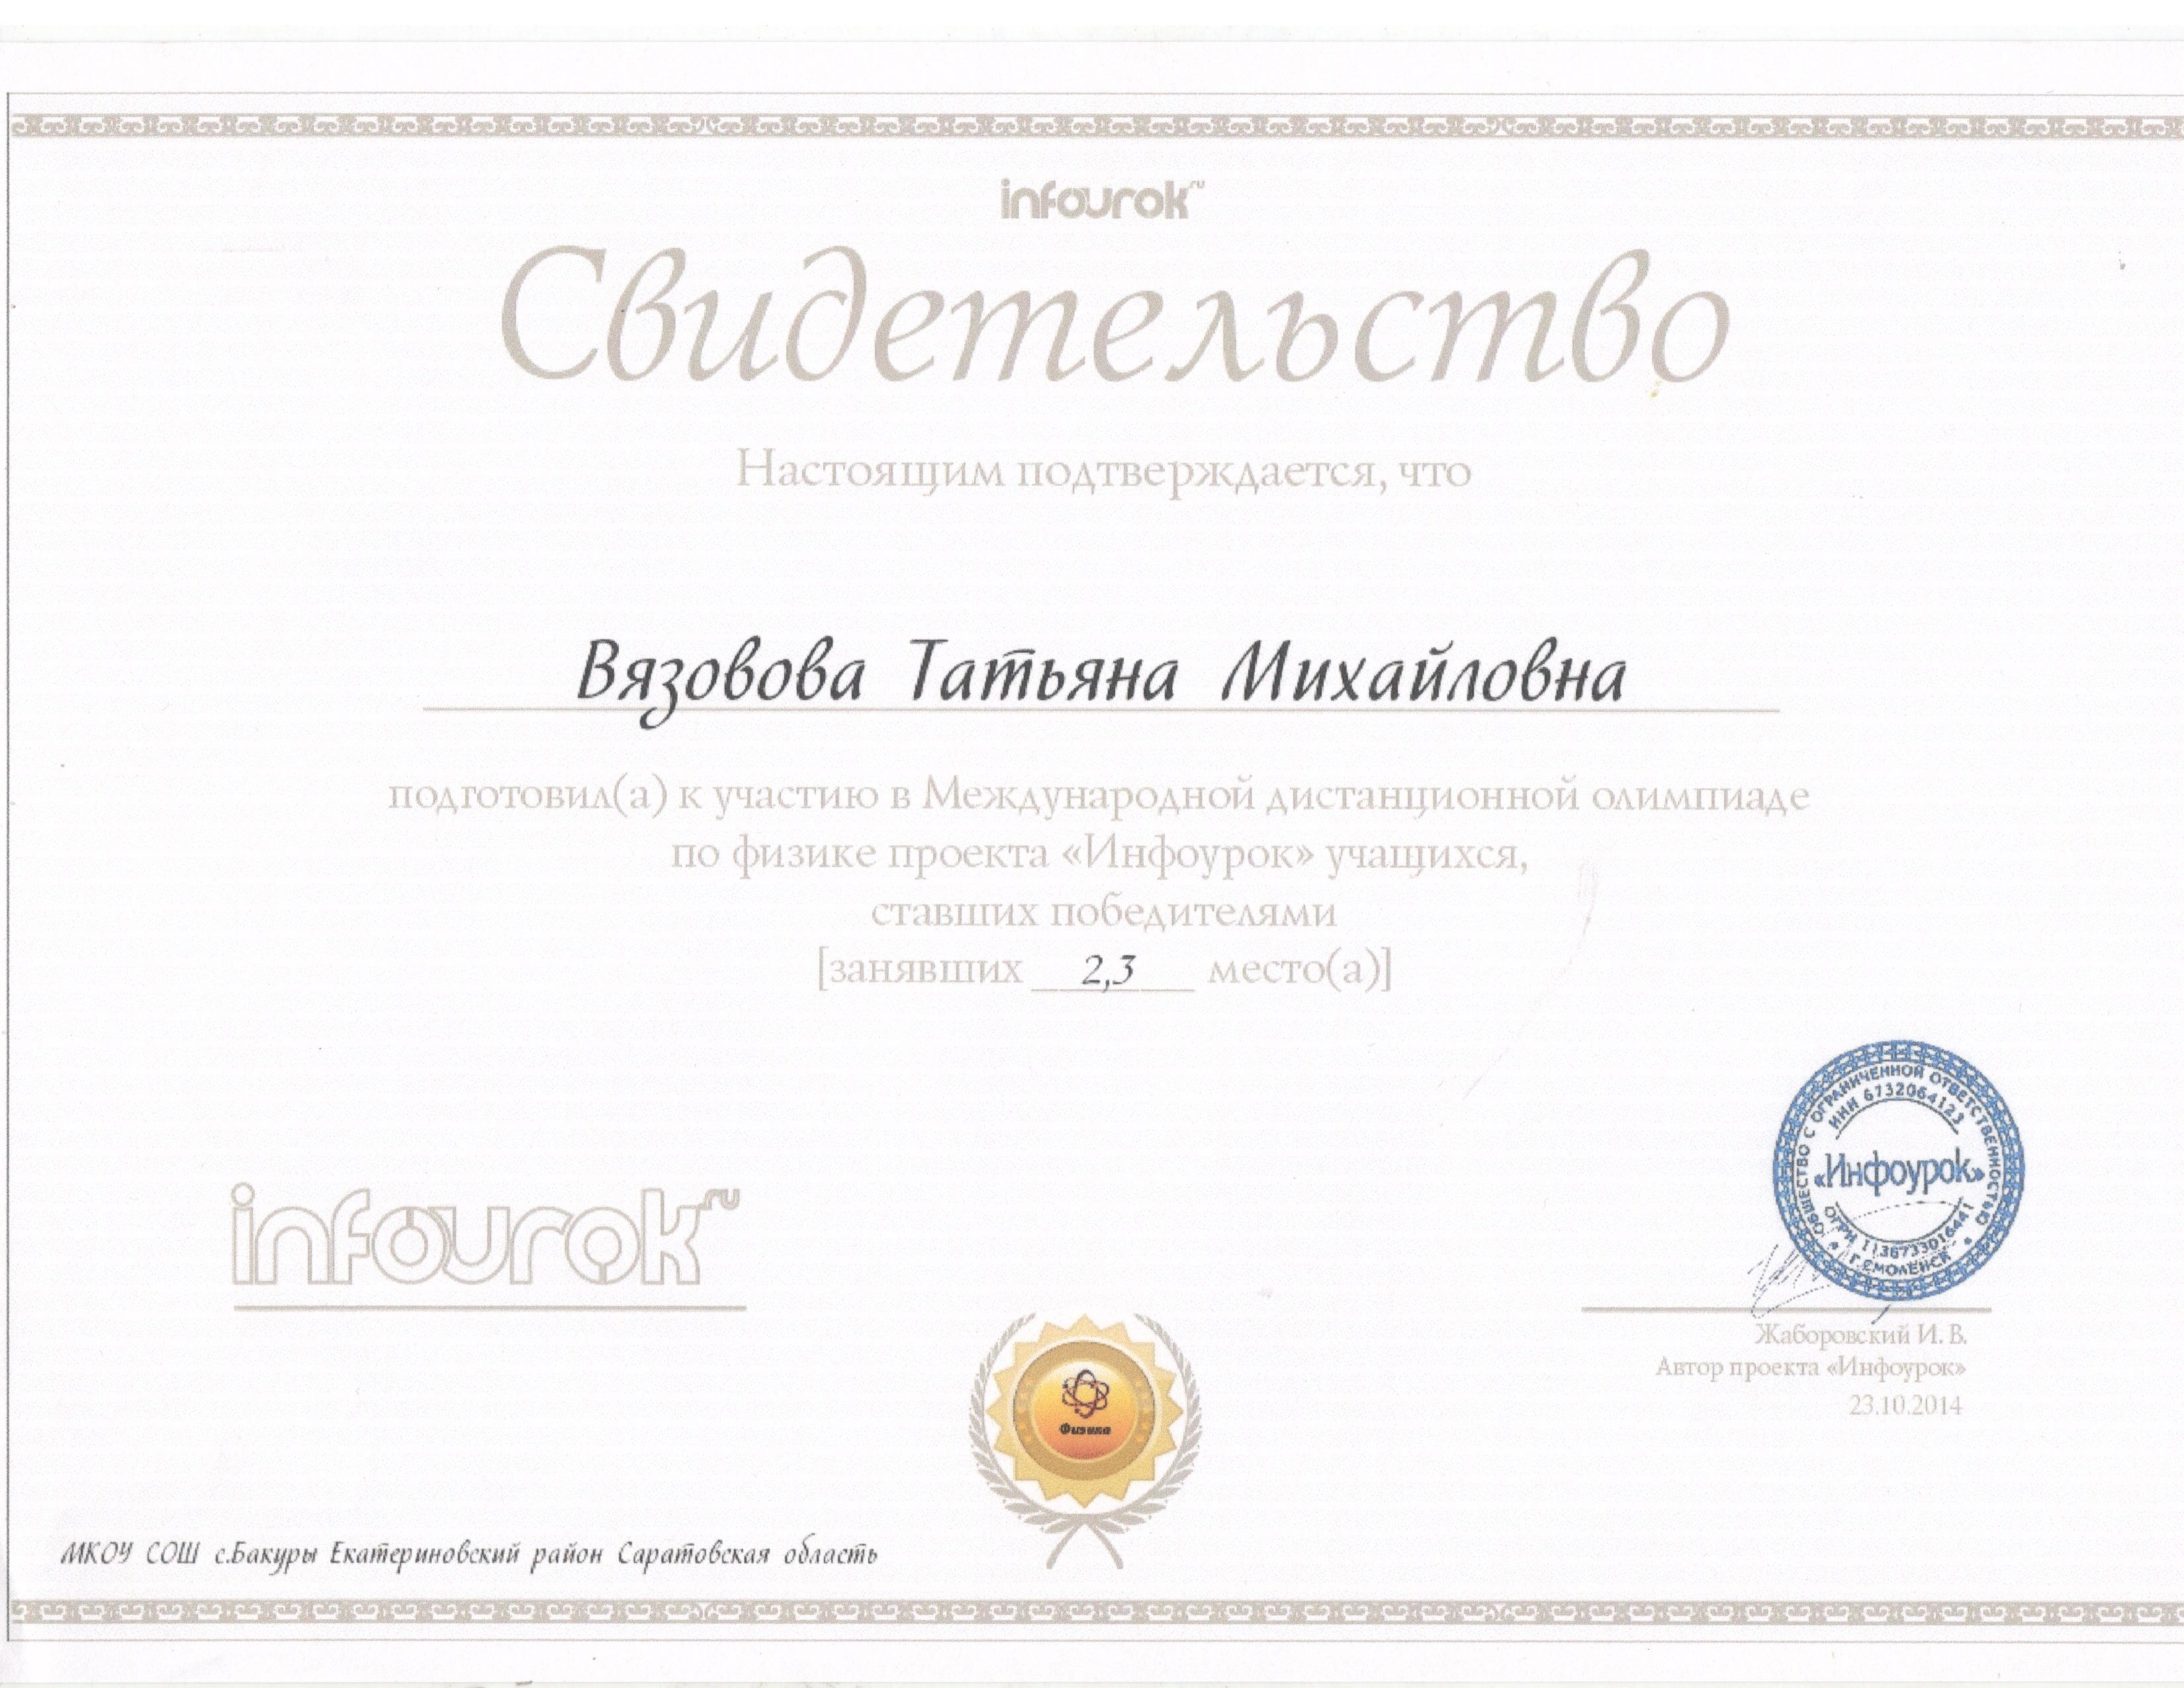 infourok.ru
Свидетельство
Настоящим подтверждается, что
Вязовова Татьяна Михайловна
подготовил(а) к участию в Международной дистанционной олимпиаде
по физике проекта «Инфоурок» учащихся,
ставших победителями
[занявших 2,3 место(а)]
ОБЩЕСТВО С ОГРАНИЧЕННОЙ ОТВЕТСТВЕННОСТЬЮ
ИНН 6732064123
«Инфоурок»
ОГРН 1136733016441
Г.СМОЛЕНСК
infourok.ru
Жаборовский И. В.
Автор проекта «Инфоурок»
23.10.2014
Физика
МКОУ СОШ с.Бакуры Екатериновский район Саратовская область